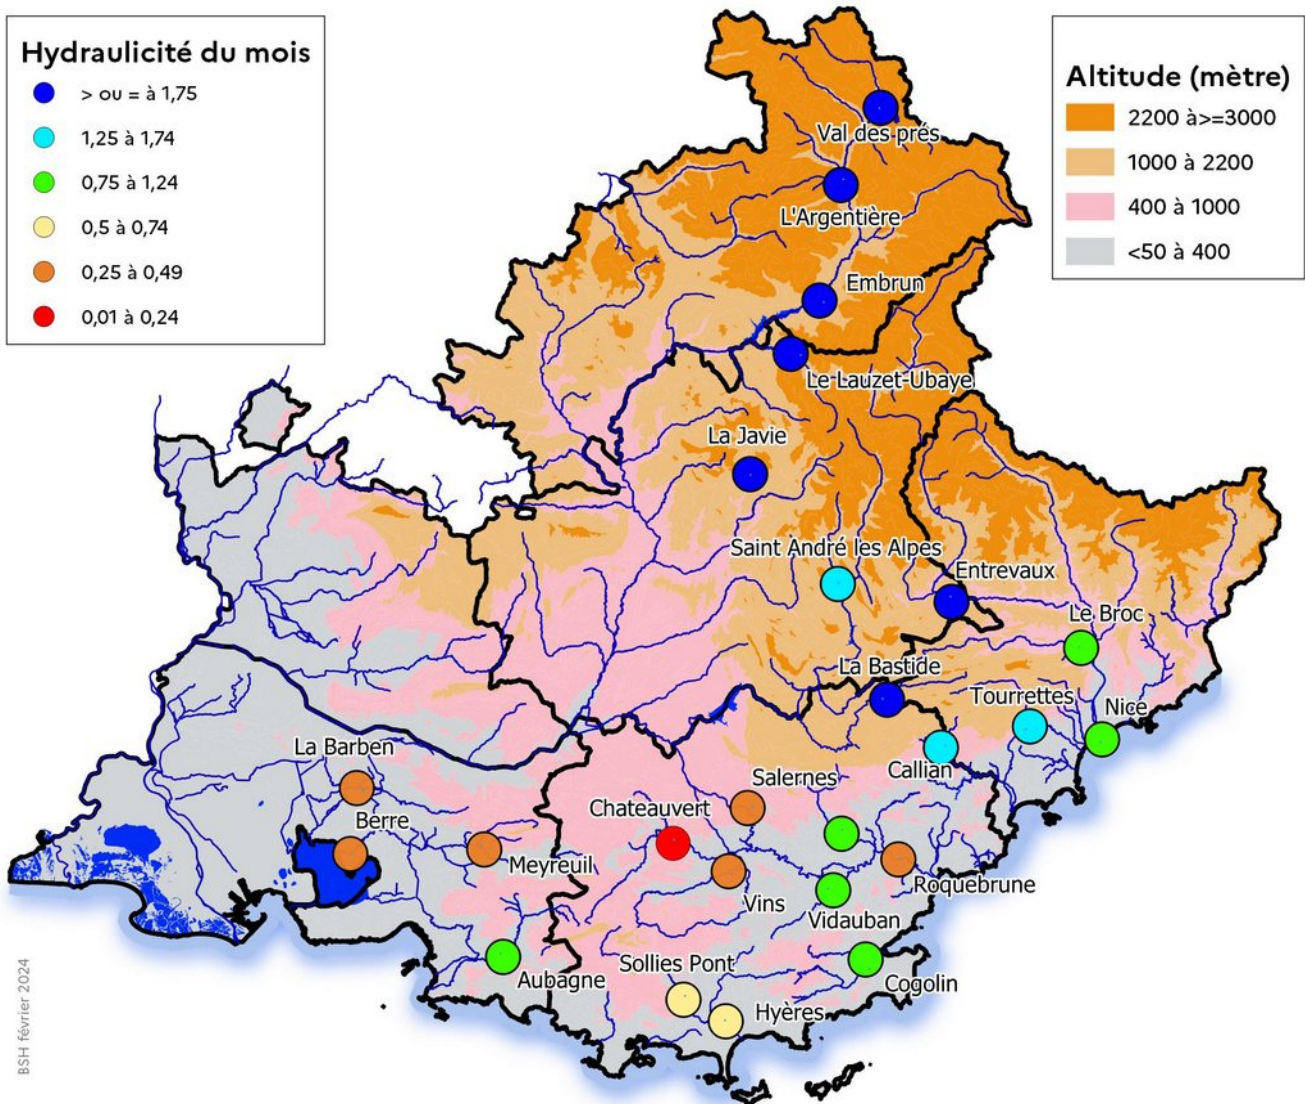 Hydraulicité du mois
> ou = à 1,75
1,25 à 1,74
0,75 à 1,24
0,5 à 0,74
0,25 à 0,49
0,01 à 0,24
Altitude (mètre)
2200 à>=3000
1000 à 2200
400 à 1000
<50 à 400
Val des prés
L'Argentière
Embrun
Le Lauzet-Ubaye
La Javie
Saint André les Alpes
Entrevaux
Le Broc
La Bastide
Tourrettes
Nice
Callian
La Barben
Salernes
Chateauvert
Berre
Meyreuil
Roquebrune
Vins
Vidauban
Sollies Pont
Aubagne
Cogolin
Hyères
BSH février 2024